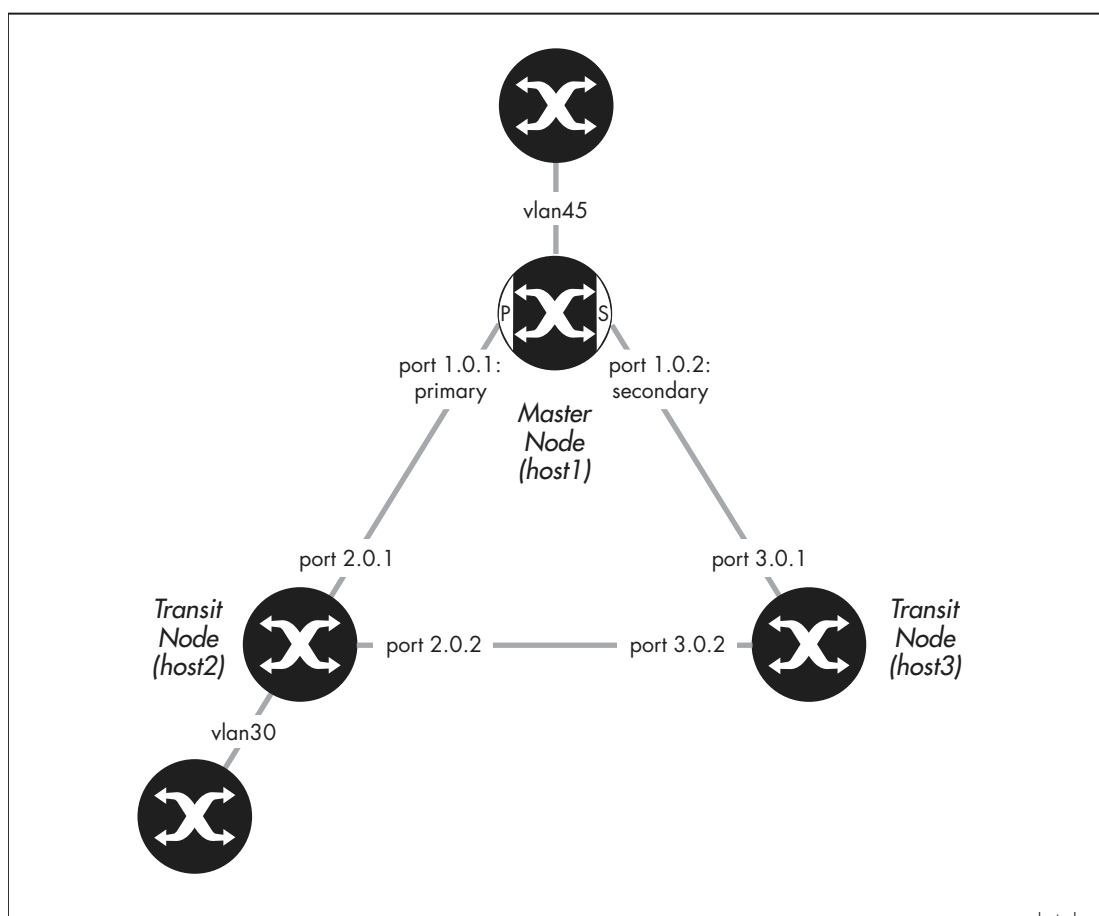 vlan45
P
S
port 1.0.1:
primary
port 1.0.2:
secondary
Master
Node
(host1)
port 2.0.1
port 3.0.1
Transit
Node
(host2)
port 2.0.2
port 3.0.2
Transit
Node
(host3)
vlan30